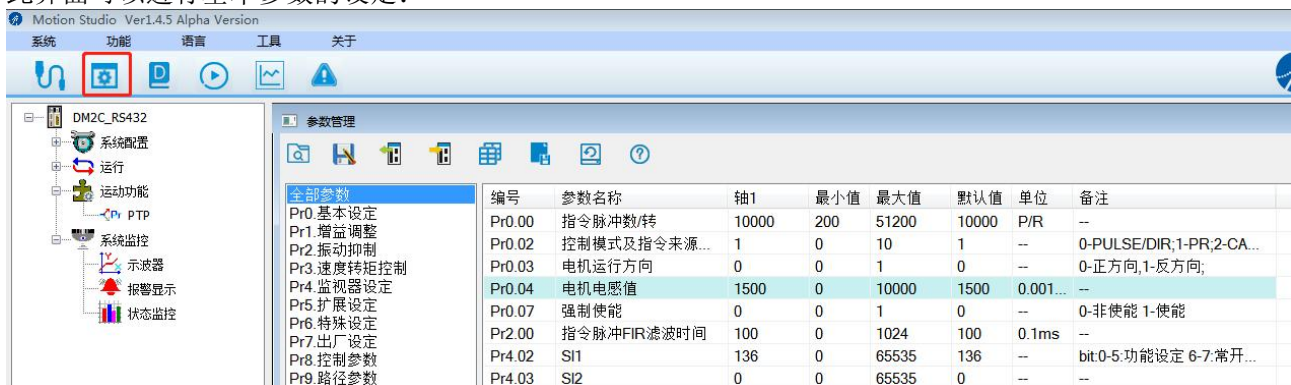 Motion Studio Ver1.4.5 Alpha Version
系统 功能 语言 工具 关于
DM2C_RS432
系统配置
运行
运动功能
PTP
系统监控
示波器
报警显示
状态监控
参数管理
全部参数
Pr0.基本设定
Pr1.增益调整
Pr2.振动抑制
Pr3.速度转矩控制
Pr4.监视器设定
Pr5.扩展设定
Pr6.特殊设定
Pr7.出厂设定
Pr8.控制参数
Pr9.路径参数
编号 参数名称 轴1 最小值 最大值 默认值 单位 备注
Pr0.00 指令脉冲数/转 10000 200 51200 10000 P/R --
Pr0.02 控制模式及指令来源... 1 0 10 1 -- 0-PULSE/DIR;1-PR;2-CA...
Pr0.03 电机运行方向 0 0 1 0 -- 0-正方向,1-反方向;
Pr0.04 电机电感值 1500 0 10000 1500 0.001... --
Pr0.07 强制使能 0 0 1 0 -- 0-非使能 1-使能
Pr2.00 指令脉冲FIR滤波时间 100 0 1024 100 0.1ms --
Pr4.02 SI1 136 0 65535 136 -- bit:0-5:功能设定 6-7:常开...
Pr4.03 SI2 0 0 65535 0 -- --